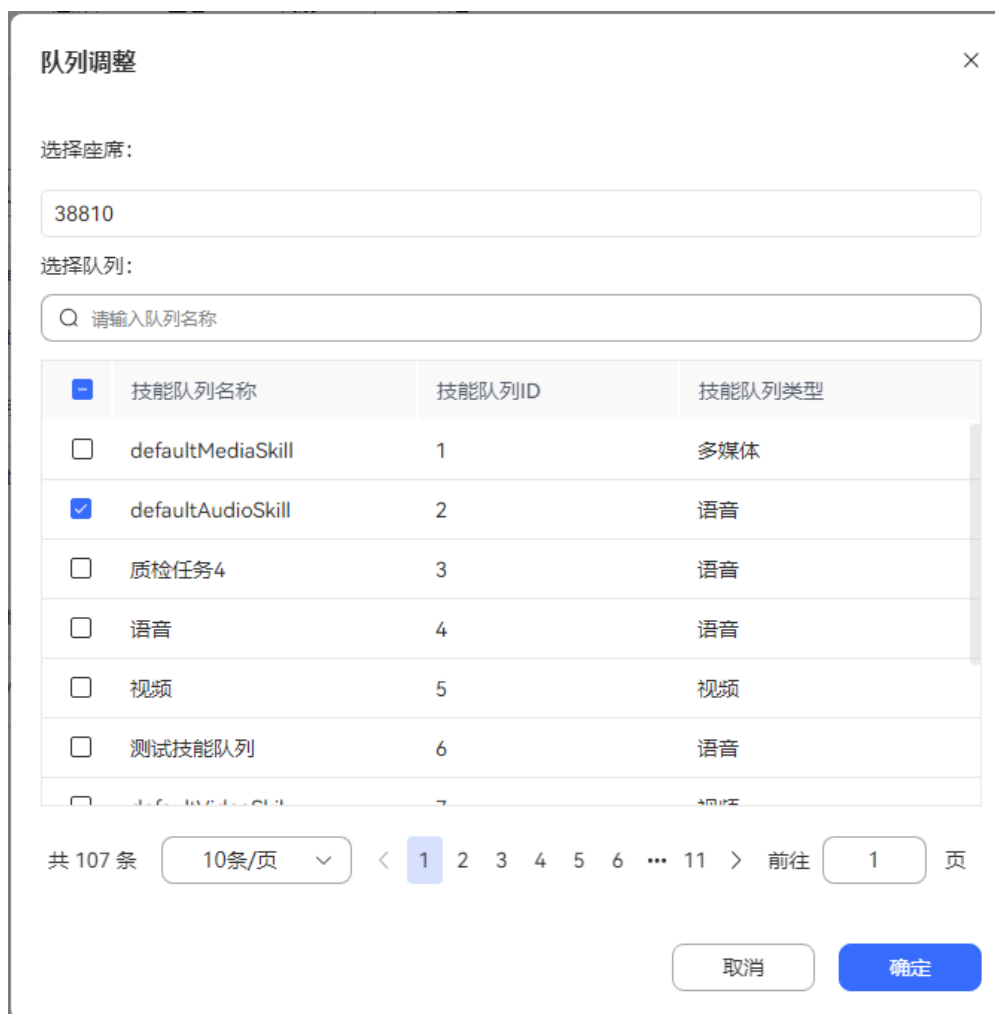 队列调整
选择座席：
38810
选择队列：
请输入队列名称
技能队列名称 技能队列ID 技能队列类型
defaultMediaSkill 1 多媒体
defaultAudioSkill 2 语音
质检任务4 3 语音
语音 4 语音
视频 5 视频
测试技能队列 6 语音
共 107 条 10条/页 1 2 3 4 5 6 ••• 11 前往 1 页
取消 确定